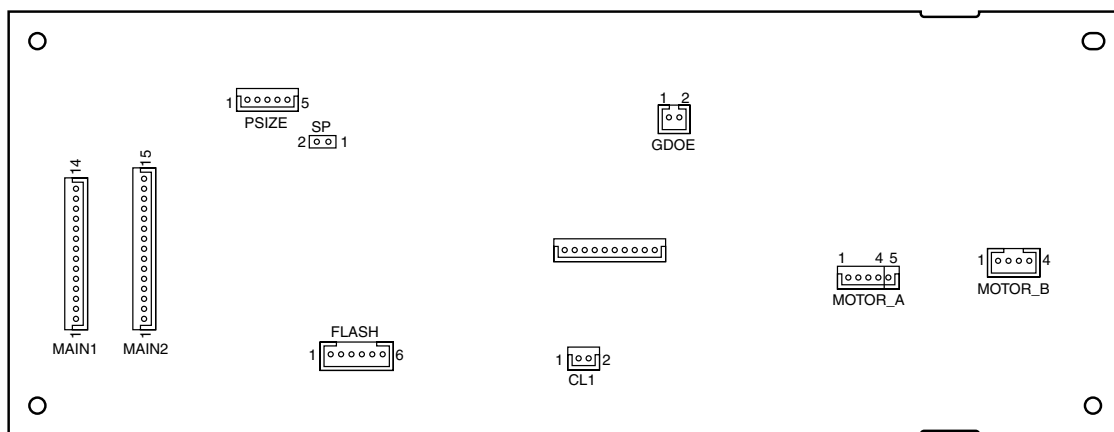 1 5
PSIZE
SP
2 1
1 2
GDOE
14
1
MAIN1
15
1
MAIN2
1 4 5
MOTOR_A
1 4
MOTOR_B
FLASH
1 6
1 2
CL1